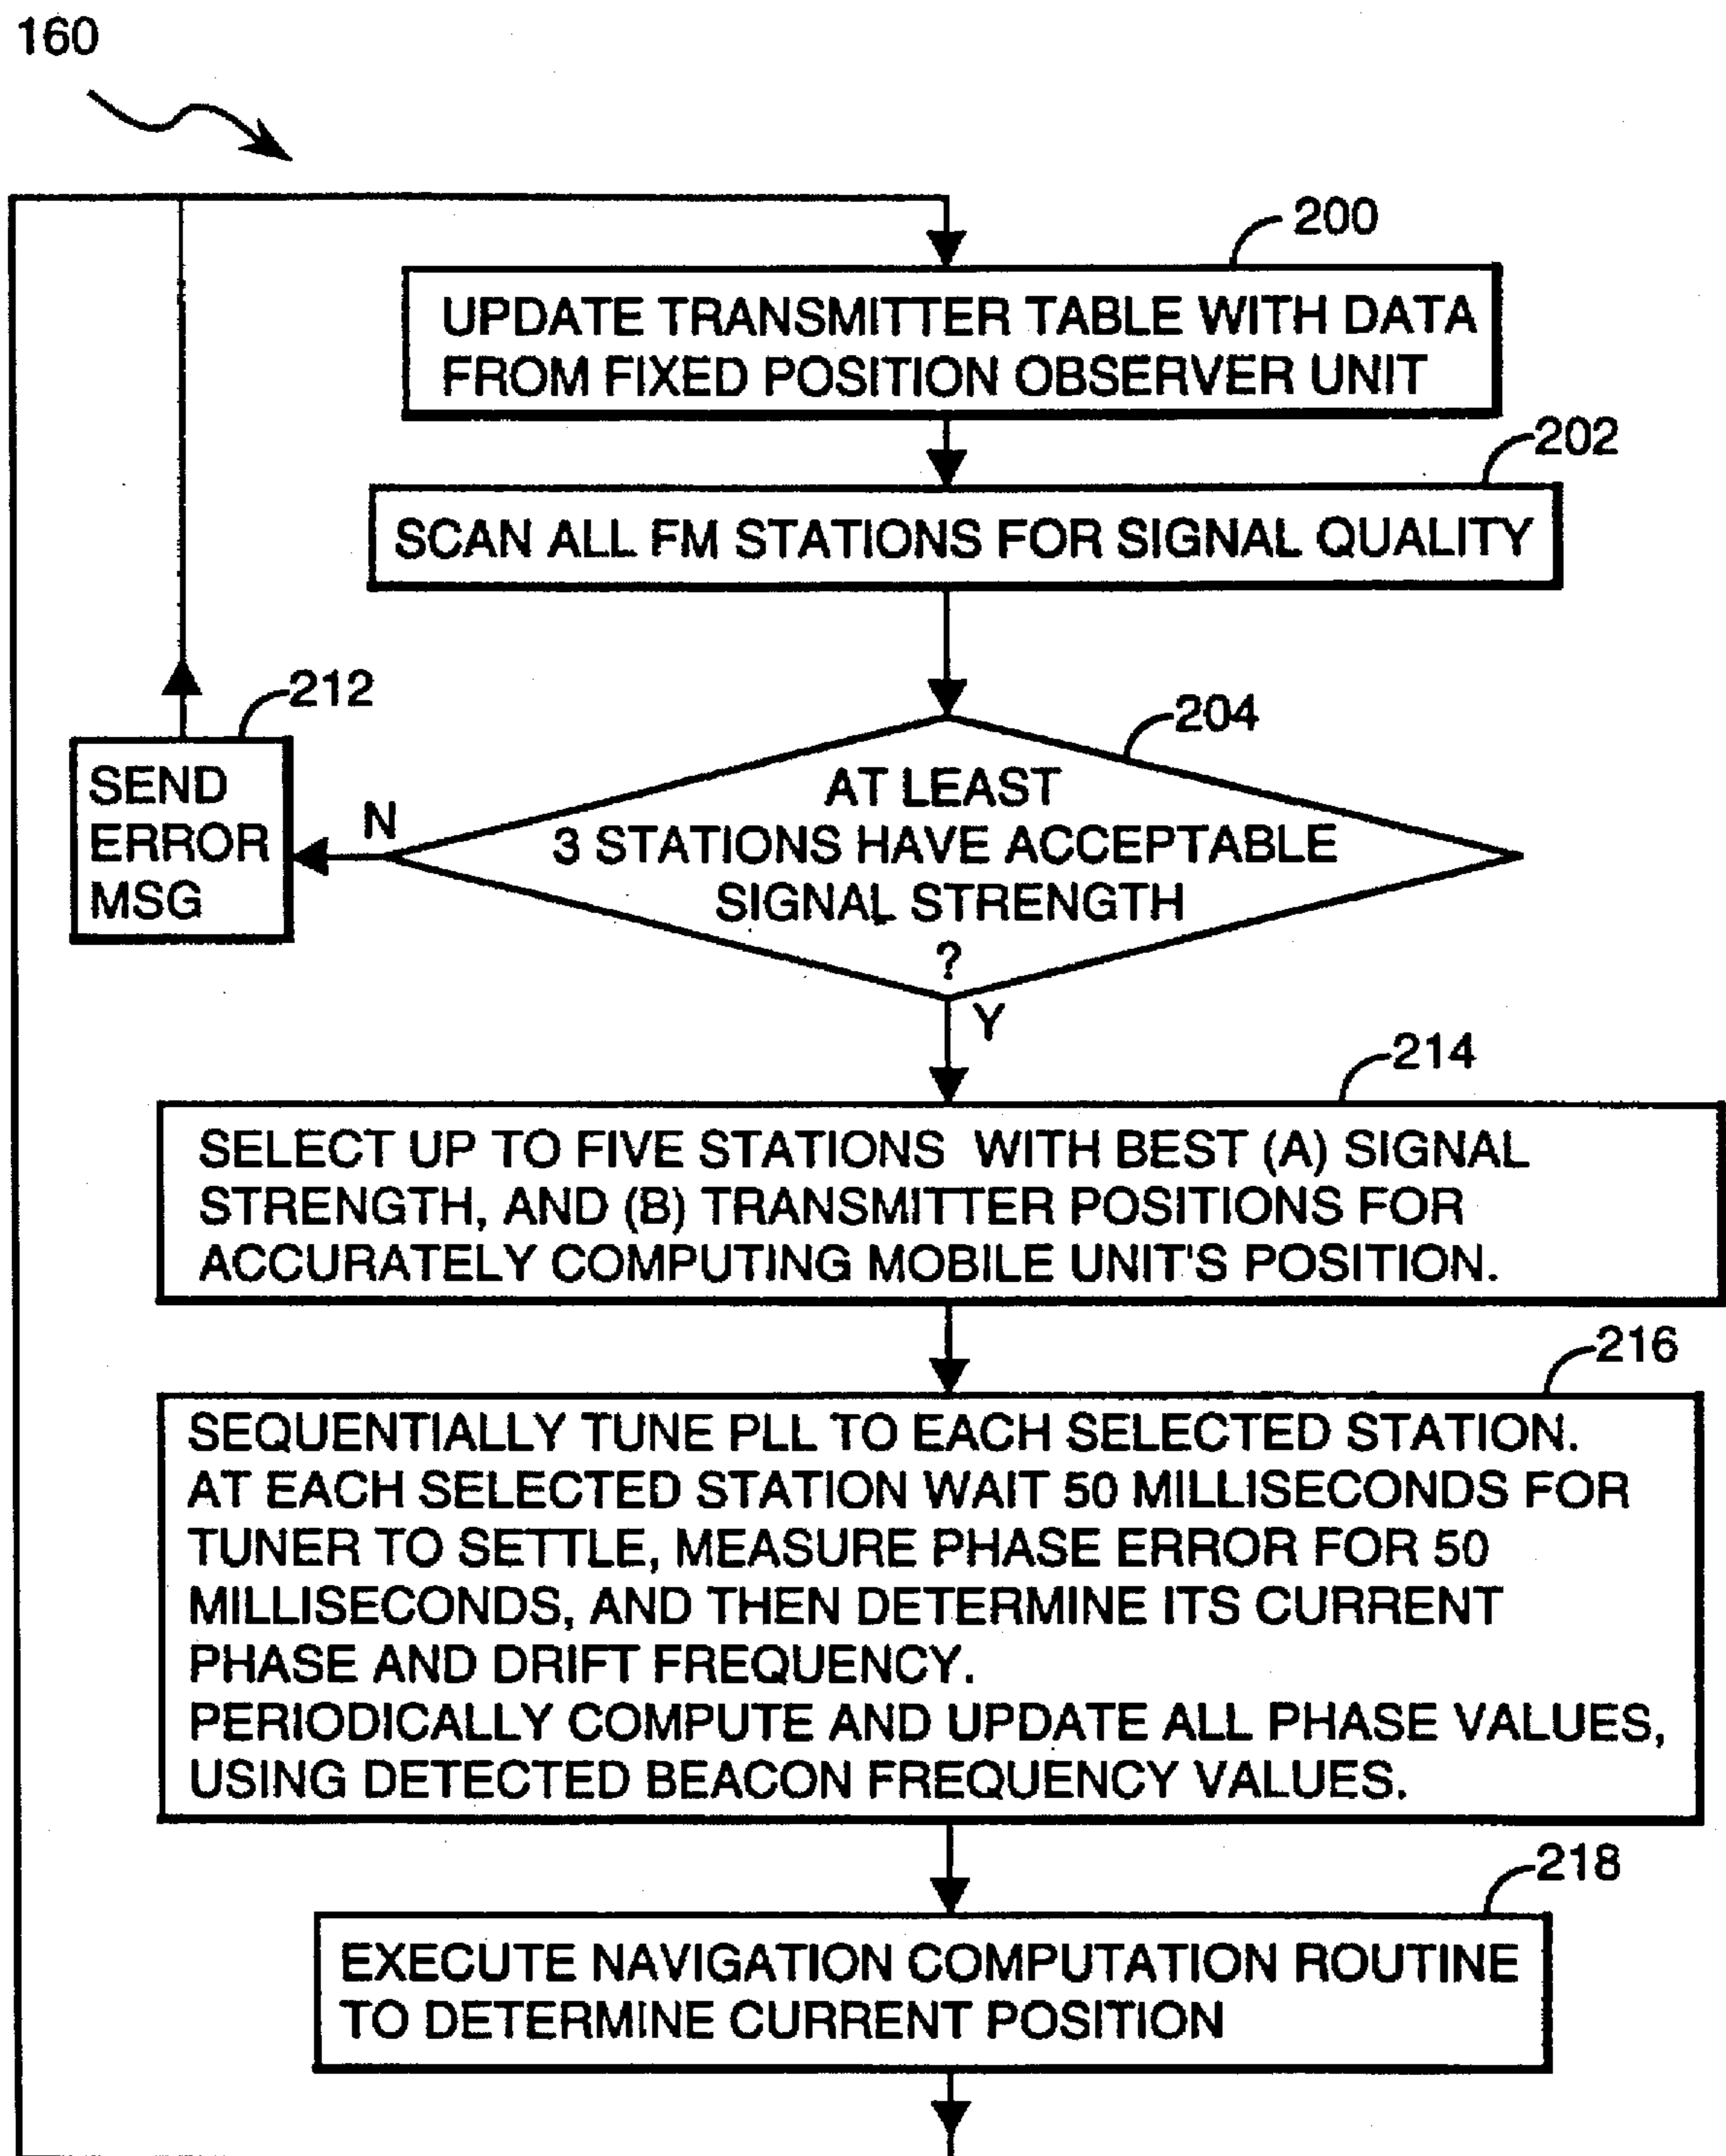 160
200
UPDATE TRANSMITTER TABLE WITH DATA
FROM FIXED POSITION OBSERVER UNIT
202
SCAN ALL FM STATIONS FOR SIGNAL QUALITY
212
SEND
ERROR
MSG
N
204
AT LEAST
3 STATIONS HAVE ACCEPTABLE
SIGNAL STRENGTH
?
Y
214
SELECT UP TO FIVE STATIONS WITH BEST (A) SIGNAL
STRENGTH, AND (B) TRANSMITTER POSITIONS FOR
ACCURATELY COMPUTING MOBILE UNIT'S POSITION.
216
SEQUENTIALLY TUNE PLL TO EACH SELECTED STATION.
AT EACH SELECTED STATION WAIT 50 MILLISECONDS FOR
TUNER TO SETTLE, MEASURE PHASE ERROR FOR 50
MILLISECONDS, AND THEN DETERMINE ITS CURRENT
PHASE AND DRIFT FREQUENCY.
PERIODICALLY COMPUTE AND UPDATE ALL PHASE VALUES,
USING DETECTED BEACON FREQUENCY VALUES.
218
EXECUTE NAVIGATION COMPUTATION ROUTINE
TO DETERMINE CURRENT POSITION